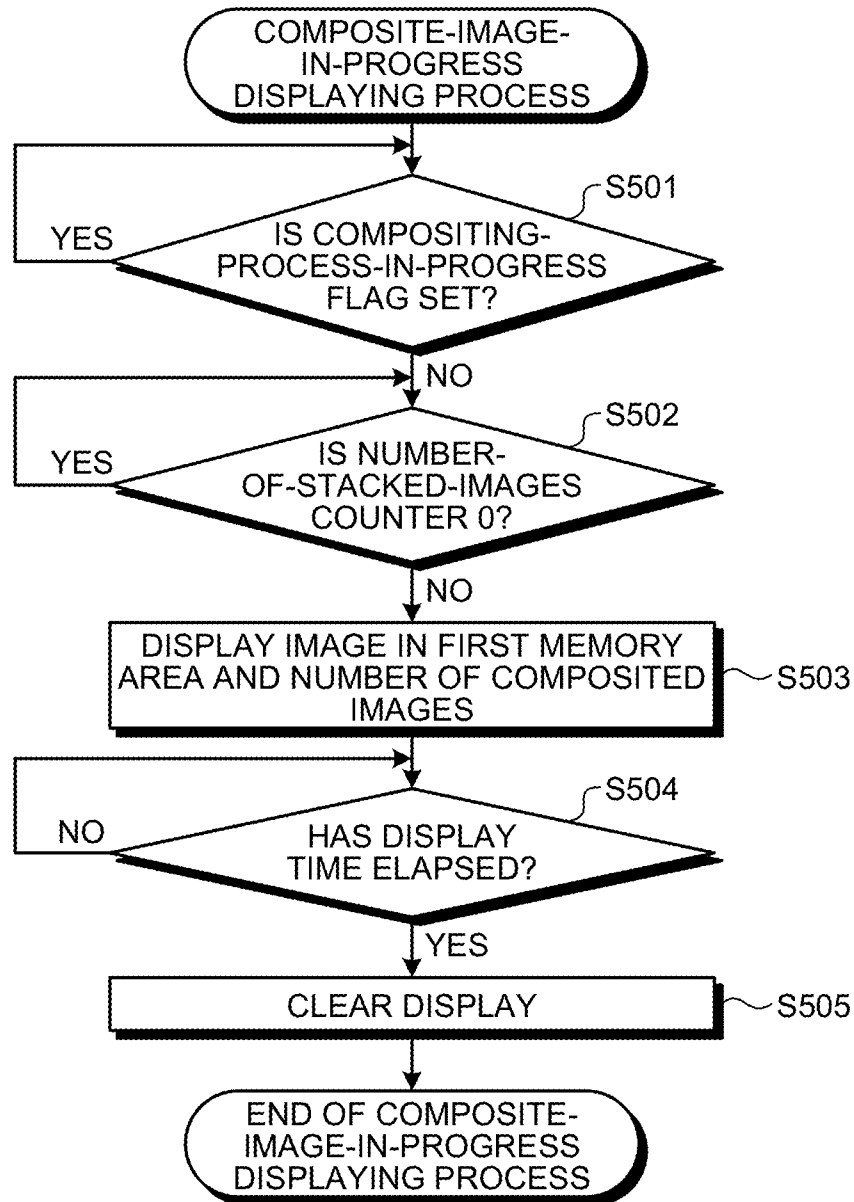 COMPOSITE-IMAGE-
IN-PROGRESS
DISPLAYING PROCESS
S501
YES
IS COMPOSITING-
PROCESS-IN-PROGRESS
FLAG SET?
NO
S502
YES
IS NUMBER-
OF-STACKED-IMAGES
COUNTER 0?
NO
DISPLAY IMAGE IN FIRST MEMORY
AREA AND NUMBER OF COMPOSITED
IMAGES
S503
S504
NO
HAS DISPLAY
TIME ELAPSED?
YES
CLEAR DISPLAY
S505
END OF COMPOSITE-
IMAGE-IN-PROGRESS
DISPLAYING PROCESS